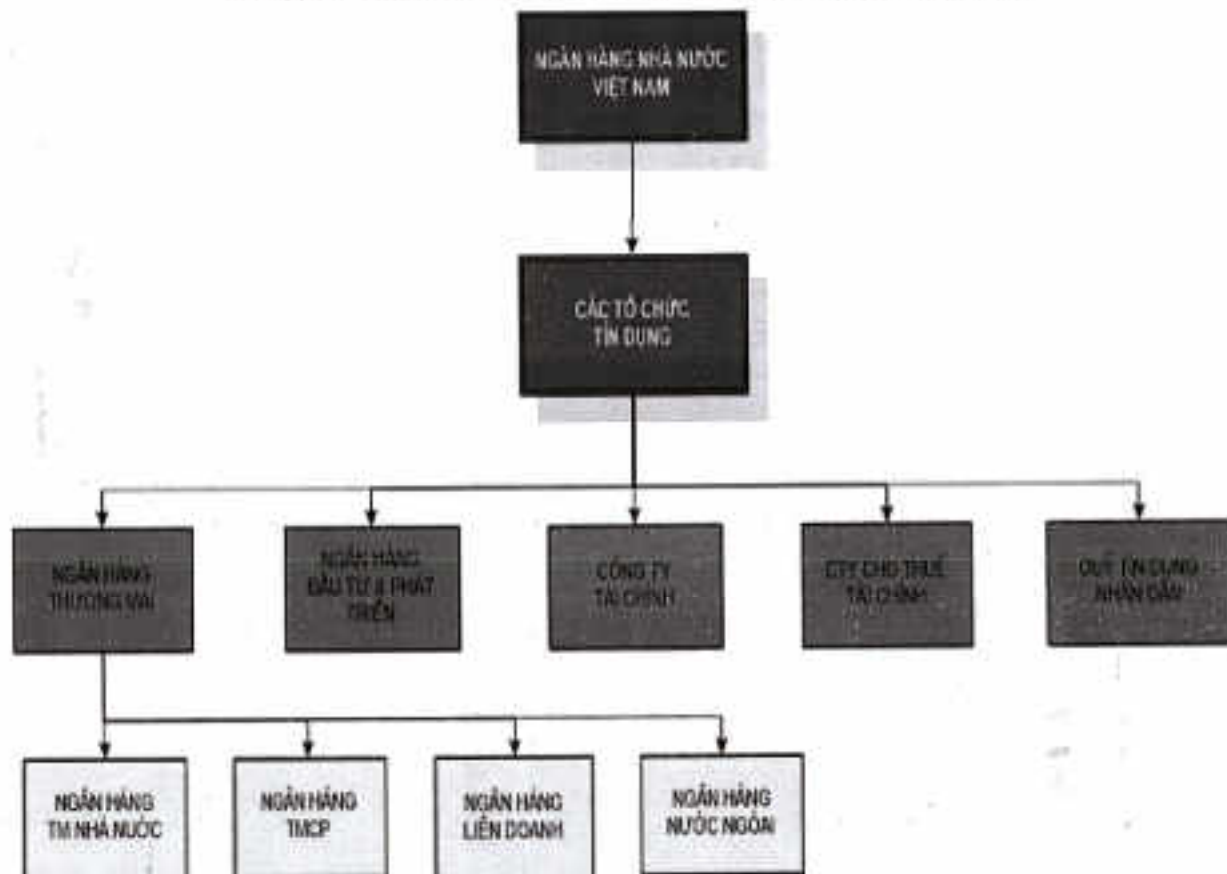 NGÂN HÀNG NHÀ NƯỚC
VIỆT NAM
CÁC TỔ CHỨC
TÍN DỤNG
NGÂN HÀNG
THƯƠNG MẠI
NGÂN HÀNG
ĐẦU TƯ & PHÁT
TRIỂN
CÔNG TY
TÀI CHÍNH
CTY CHO THUÊ
TÀI CHÍNH
QUỸ TÍN DỤNG
NHÂN DÂN
NGÂN HÀNG
TM NHÀ NƯỚC
NGÂN HÀNG
TMCP
NGÂN HÀNG
LIÊN DOANH
NGÂN HÀNG
NƯỚC NGOÀI